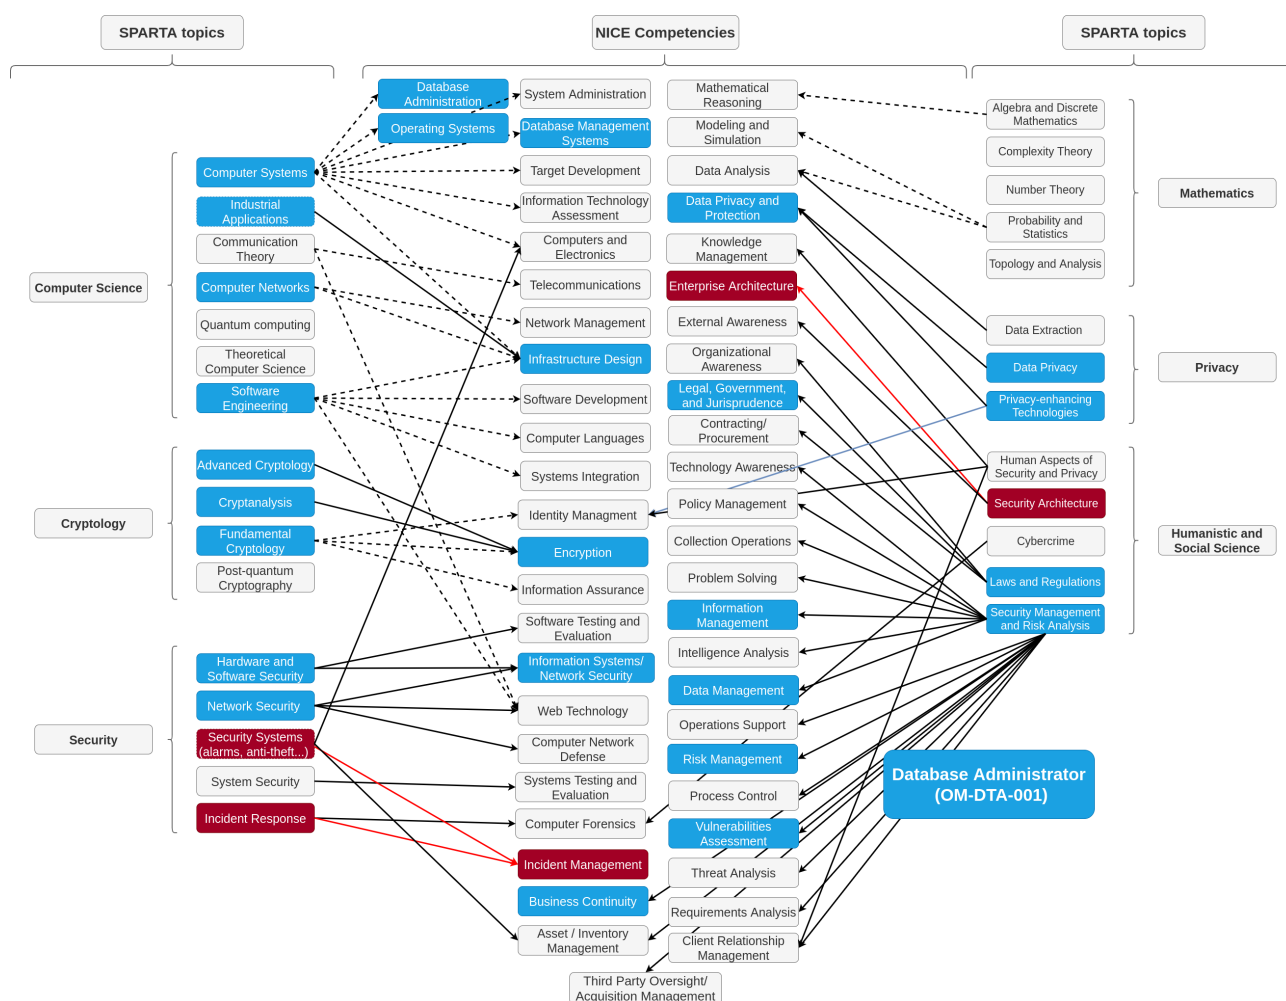 SPARTA topics
NICE Competencies
SPARTA topics
Computer Science
Computer Systems
Industrial
Applications
Communication
Theory
Computer Networks
Quantum computing
Theoretical
Computer Science
Software
Engineering
Cryptology
Advanced Cryptology
Cryptanalysis
Fundamental
Cryptology
Post-quantum
Cryptography
Security
Hardware and
Software Security
Network Security
Security Systems
(alarms, anti-theft...)
System Security
Incident Response
Database
Administration
Operating Systems
System Administration
Database Management
Systems
Target Development
Information Technology
Assessment
Computers and
Electronics
Telecommunications
Network Management
Infrastructure Design
Software Development
Computer Languages
Systems Integration
Identity Managment
Encryption
Information Assurance
Software Testing and
Evaluation
Information Systems/
Network Security
Web Technology
Computer Network
Defense
Systems Testing and
Evaluation
Computer Forensics
Incident Management
Business Continuity
Asset / Inventory
Management
Third Party Oversight/
Acquisition Management
Mathematical
Reasoning
Modeling and
Simulation
Data Analysis
Data Privacy and
Protection
Knowledge
Management
Enterprise Architecture
External Awareness
Organizational
Awareness
Legal, Government,
and Jurisprudence
Contracting/
Procurement
Technology Awareness
Policy Management
Collection Operations
Problem Solving
Information
Management
Intelligence Analysis
Data Management
Operations Support
Risk Management
Process Control
Vulnerabilities
Assessment
Threat Analysis
Requirements Analysis
Client Relationship
Management
Algebra and Discrete
Mathematics
Complexity Theory
Number Theory
Probability and
Statistics
Topology and Analysis
Mathematics
Data Extraction
Data Privacy
Privacy-enhancing
Technologies
Privacy
Human Aspects of
Security and Privacy
Security Architecture
Cybercrime
Laws and Regulations
Security Management
and Risk Analysis
Humanistic and
Social Science
Database Administrator
(OM-DTA-001)